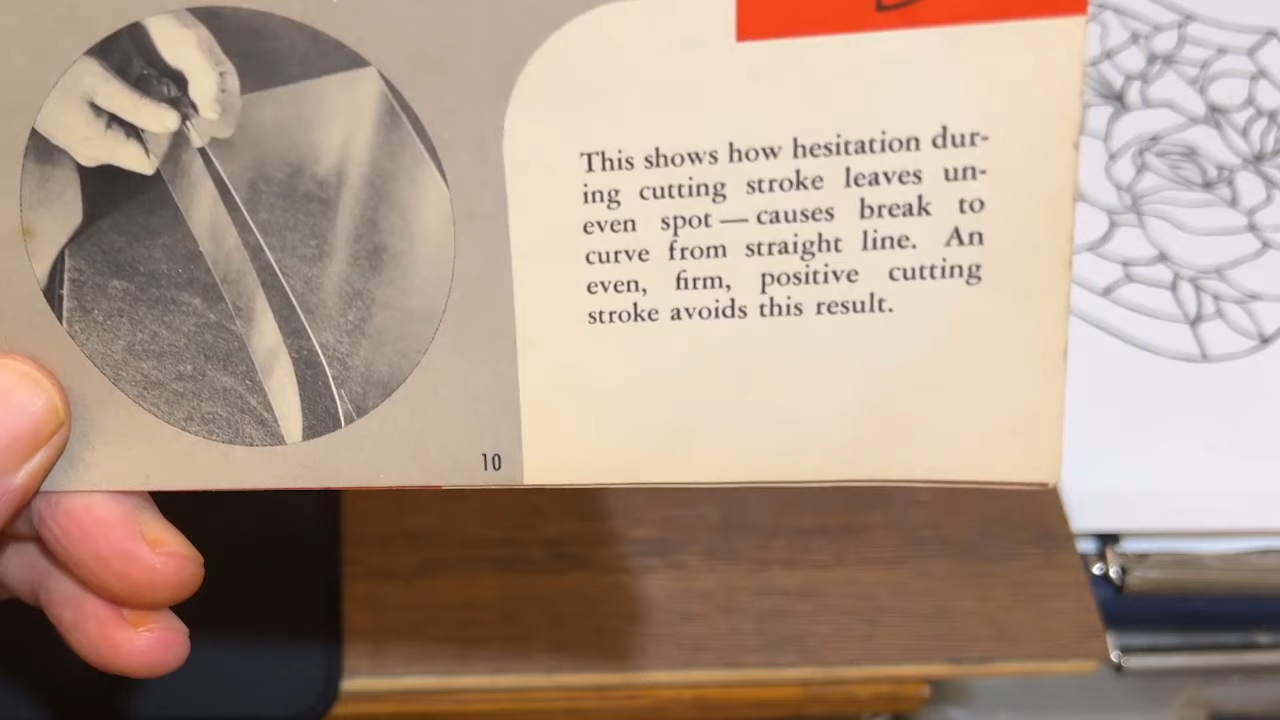 This shows how hesitation dur-
ing cutting stroke leaves un-
even spot — causes break to
curve from straight line. An
even, firm, positive cutting
stroke avoids this result.
10